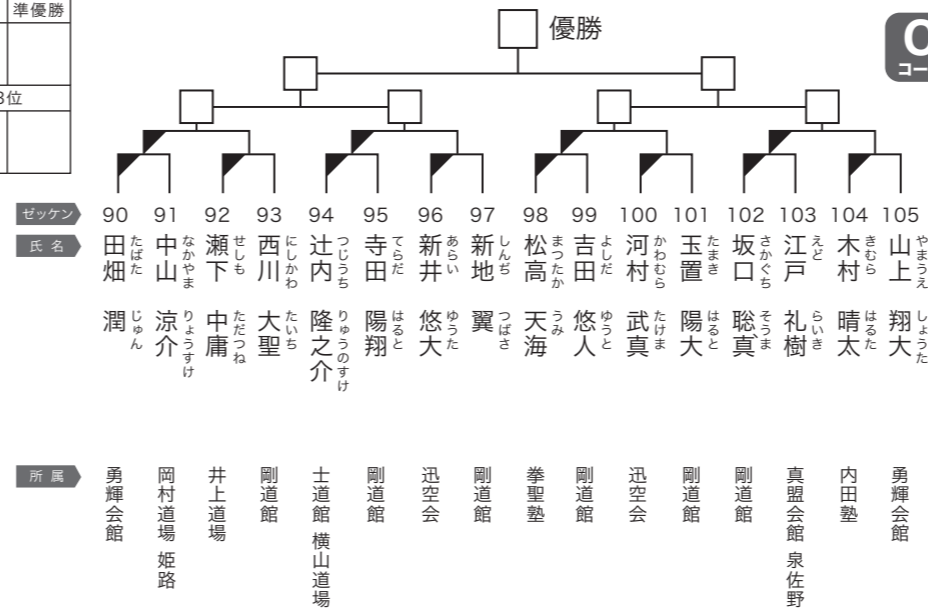 準優勝
3位
優勝
コー
ゼッケン 90 91 92 93 94 95 96 97 98 99 100 101 102 103 104 105
氏名
田畑 潤 たばた じゅん
中山 涼介 なかやま りょうすけ
瀬下 中庸 せしも ただつね
西川 大聖 にしかわ たいち
辻内 隆之介 つじうち りゅうのすけ
寺田 陽翔 てらだ はると
新井 悠大 あらい ゆうた
新地 翼 しんぢ つばさ
松高 天海 まつたか うみ
吉田 悠人 よしだ ゆうと
河村 武真 かわむら たけま
玉置 陽大 たまき はると
坂口 聡真 さかぐち そうま
江戸 礼樹 えど らいき
木村 晴太 きむら はるた
山上 翔大 やまうえ しょうた
所属
勇輝会館
岡村道場 姫路
井上道場
剛道館
士道館 横山道場
剛道館
迅空会
剛道館
拳聖塾
剛道館
迅空会
剛道館
剛道館
真盟会館 泉佐野
内田塾
勇輝会館